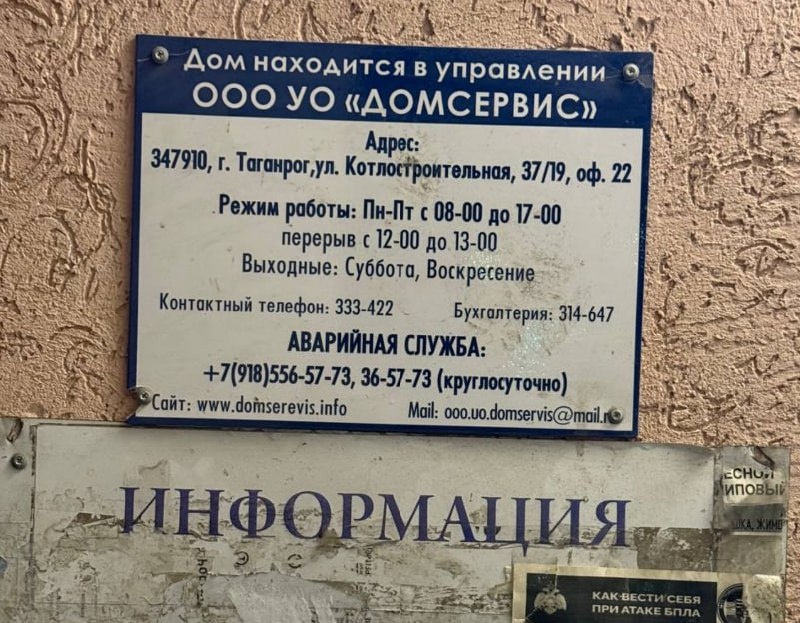 Дом находится в управлении
ООО УО «ДОМСЕРВИС»
Адрес:
347910, г. Таганрог,ул. Котлостроительная, 37/19, оф. 22
Режим работы: Пн-Пт с 08-00 до 17-00
перерыв с 12-00 до 13-00
Выходные: Суббота, Воскресение
Контактный телефон: 333-422 Бухгалтерия: 314-647
АВАРИЙНАЯ СЛУЖБА:
+7(918)556-57-73, 36-57-73 (круглосуточно)
Сайт: www.domserevis.info Mail: ooo.uo.domservis@mail.r
ИНФОРМАЦИЯ
КАК ВЕСТИ СЕБЯ
ПРИ АТАКЕ БПЛА